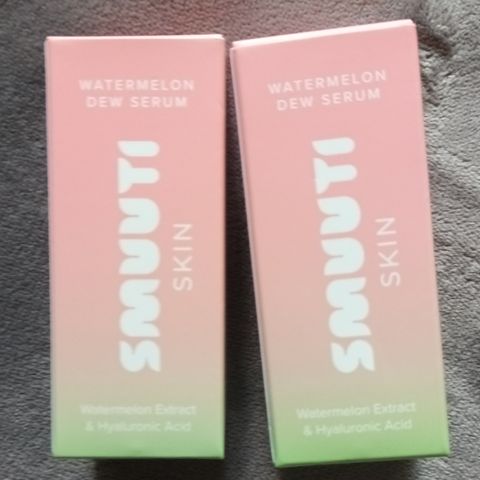 WATERMELON
DEW SERUM
SMUUTI
SKIN
Watermelon Extract
& Hyaluronic Acid
WATERMELON
DEW SERUM
SMUUTI
SKIN
Watermelon Extract
& Hyaluronic Acid